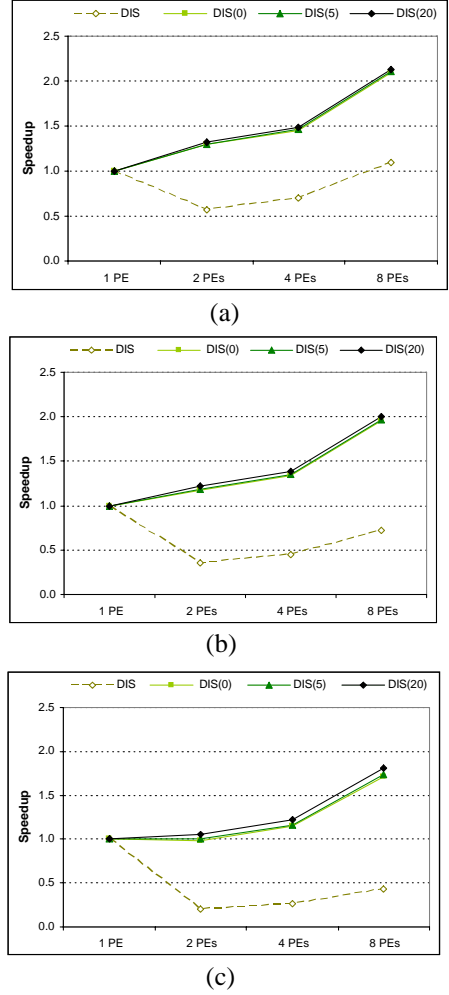 DIS DIS(0) DIS(5) DIS(20)
2.5
2.0
1.5
1.0
0.5
0.0
Speedup
1 PE 2 PEs 4 PEs 8 PEs
(a)
DIS DIS(0) DIS(5) DIS(20)
2.5
2.0
1.5
1.0
0.5
0.0
Speedup
1 PE 2 PEs 4 PEs 8 PEs
(b)
DIS DIS(0) DIS(5) DIS(20)
2.5
2.0
1.5
1.0
0.5
0.0
Speedup
1 PE 2 PEs 4 PEs 8 PEs
(c)